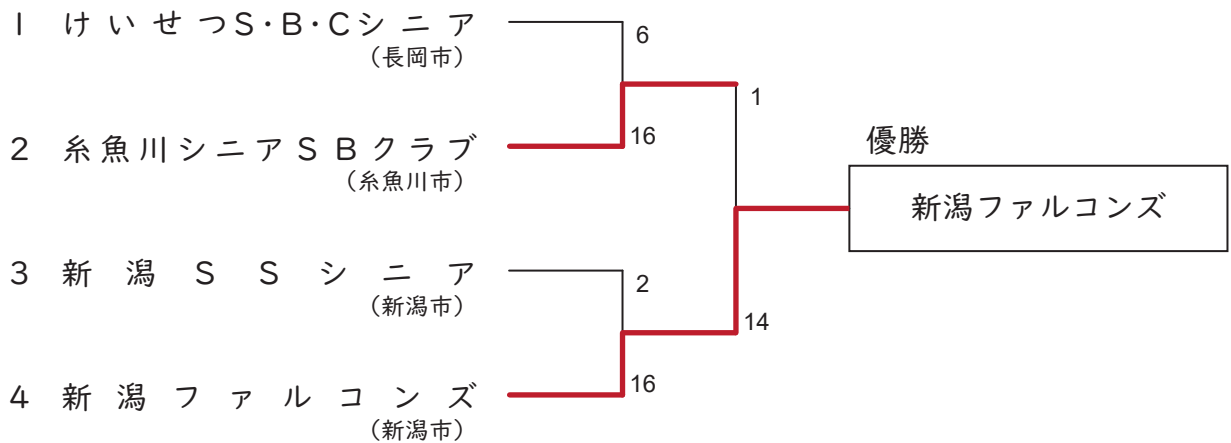 1 けいせつS・B・Cシニア
(長岡市)
6
1
2 糸魚川シニアSBクラブ
(糸魚川市)
16
優勝
新潟ファルコンズ
3 新潟SSシニア
(新潟市)
2
14
4 新潟ファルコンズ
(新潟市)
16